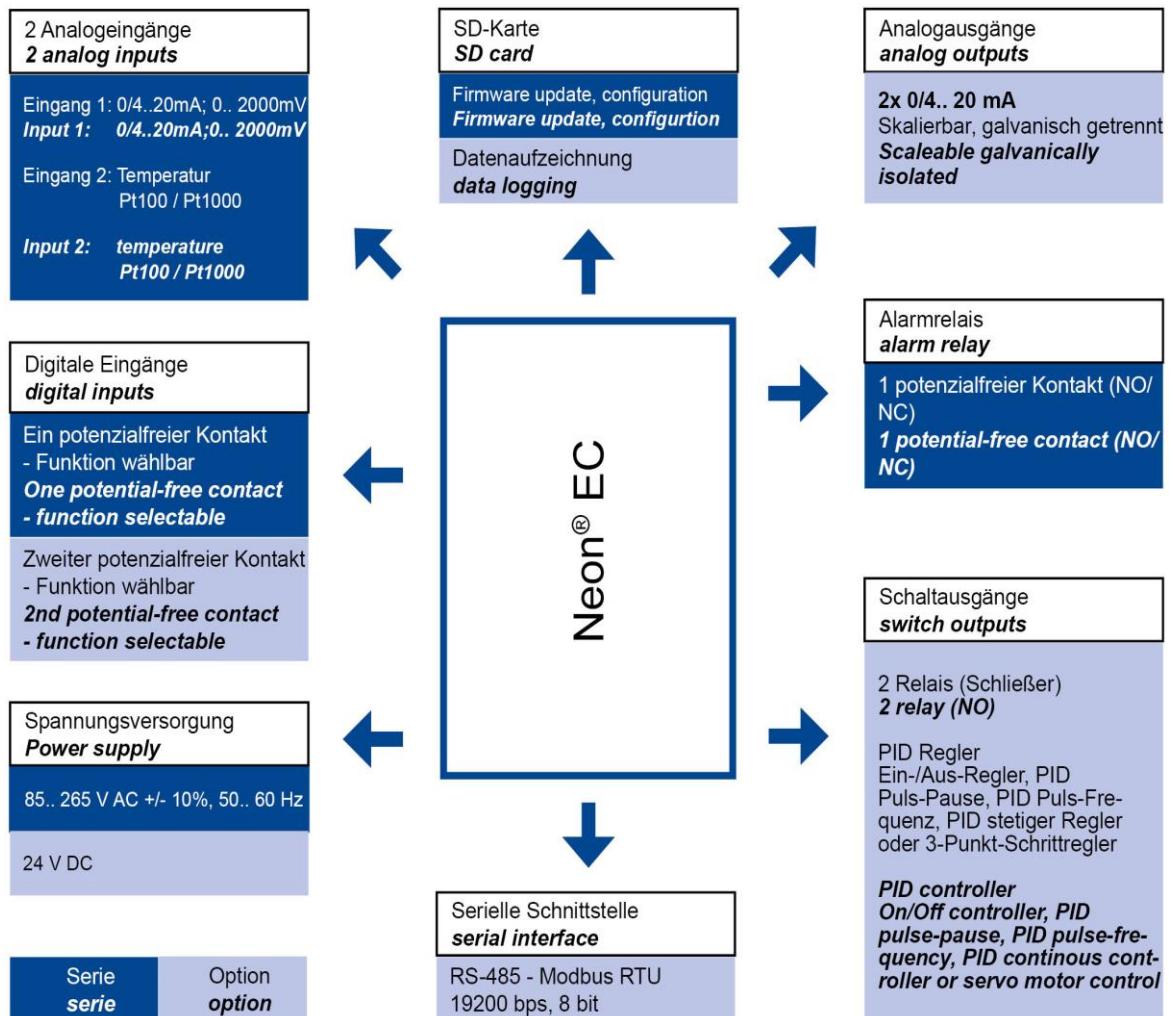 2 Analogeingänge
2 analog inputs
Eingang 1: 0/4..20mA; 0.. 2000mV
Input 1: 0/4..20mA;0.. 2000mV
Eingang 2: Temperatur
Pt100 / Pt1000
Input 2: temperature
Pt100 / Pt1000
Digitale Eingänge
digital inputs
Ein potenzialfreier Kontakt
- Funktion wählbar
One potential-free contact
- function selectable
Zweiter potenzialfreier Kontakt
- Funktion wählbar
2nd potential-free contact
- function selectable
Spannungsversorgung
Power supply
85.. 265 V AC +/- 10%, 50.. 60 Hz
24 V DC
Serie
serie
Option
option
SD-Karte
SD card
Firmware update, configuration
Firmware update, configurtion
Datenaufzeichnung
data logging
Neon® EC
Serielle Schnittstelle
serial interface
RS-485 - Modbus RTU
19200 bps, 8 bit
Analogausgänge
analog outputs
2x 0/4.. 20 mA
Skalierbar, galvanisch getrennt
Scaleable galvanically
isolated
Alarmrelais
alarm relay
1 potenzialfreier Kontakt (NO/
NC)
1 potential-free contact (NO/
NC)
Schaltausgänge
switch outputs
2 Relais (Schließer)
2 relay (NO)
PID Regler
Ein-/Aus-Regler, PID
Puls-Pause, PID Puls-Fre-
quenz, PID stetiger Regler
oder 3-Punkt-Schrittregler
PID controller
On/Off controller, PID
pulse-pause, PID pulse-fre-
quency, PID continous cont-
roller or servo motor control